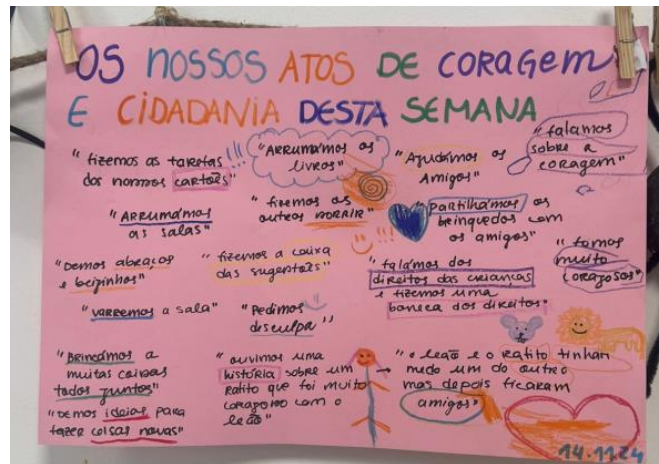 OS NOSSOS ATOS DE CORAGEM
E CIDADANIA DESTA SEMANA
"fizemos as tarefas
dos nossos cartões"
"ARRUMÁMOS os
livros"
"Ajudámos os
Amigos"
"falamos
sobre a
coragem"
"ARRUMÁMOS
as salas"
"fizemos os
outros sorrir"
partilhámos os
brinquedos com
os amigos"
"Demos abraços
e beijinhos"
"fizemos a caixa
das sugestões"
"falámos dos
direitos das crianças
e fizemos uma
boneca dos direitos"
"fomos
muito
corajosos"
"varremos a sala"
"Pedimos
desculpa"
"Brincámos a
muitas coisas
todos juntos"
"ouvimos uma
história sobre um
Ratito que foi muito
corajoso com o
leão"
"o leão e o Ratito tinham
medo um do outro
mas depois ficaram
amigos"
"Demos ideias para
fazer coisas novas"
14.11.24